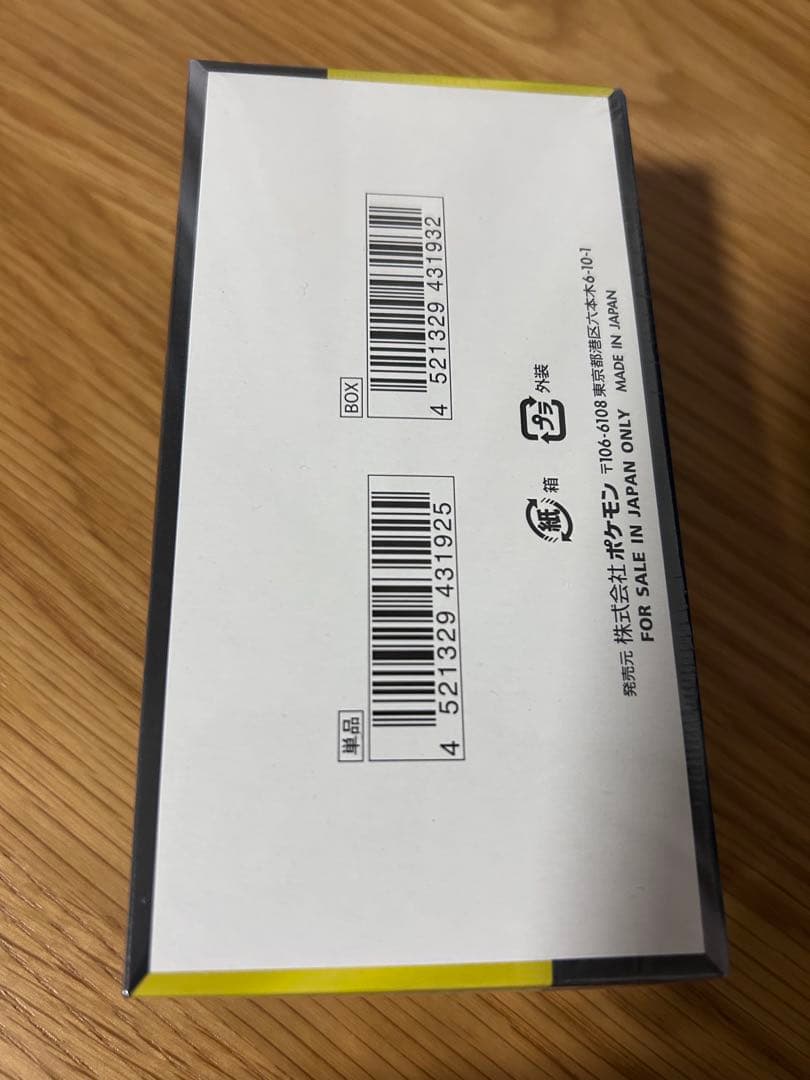 単品
4 521329 431925
BOX
4 521329 431932
紙 箱
プラ 外装
発売元 株式会社 ポケモン 〒106-6108 東京都港区六本木6-10-1
FOR SALE IN JAPAN ONLY MADE IN JAPAN